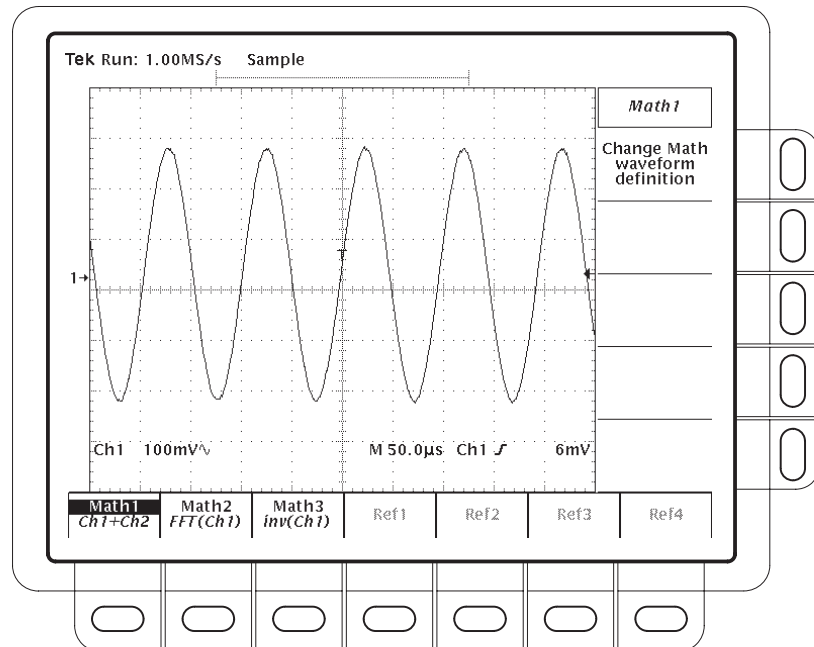 Tek Run: 1.00MS/s Sample
Math1
Change Math
waveform
definition
T
1→
Ch1 100mV∿ M 50.0µs Ch1 ƒ 6mV
Math1
Ch1+Ch2
Math2
FFT(Ch1)
Math3
inv(Ch1)
Ref1
Ref2
Ref3
Ref4